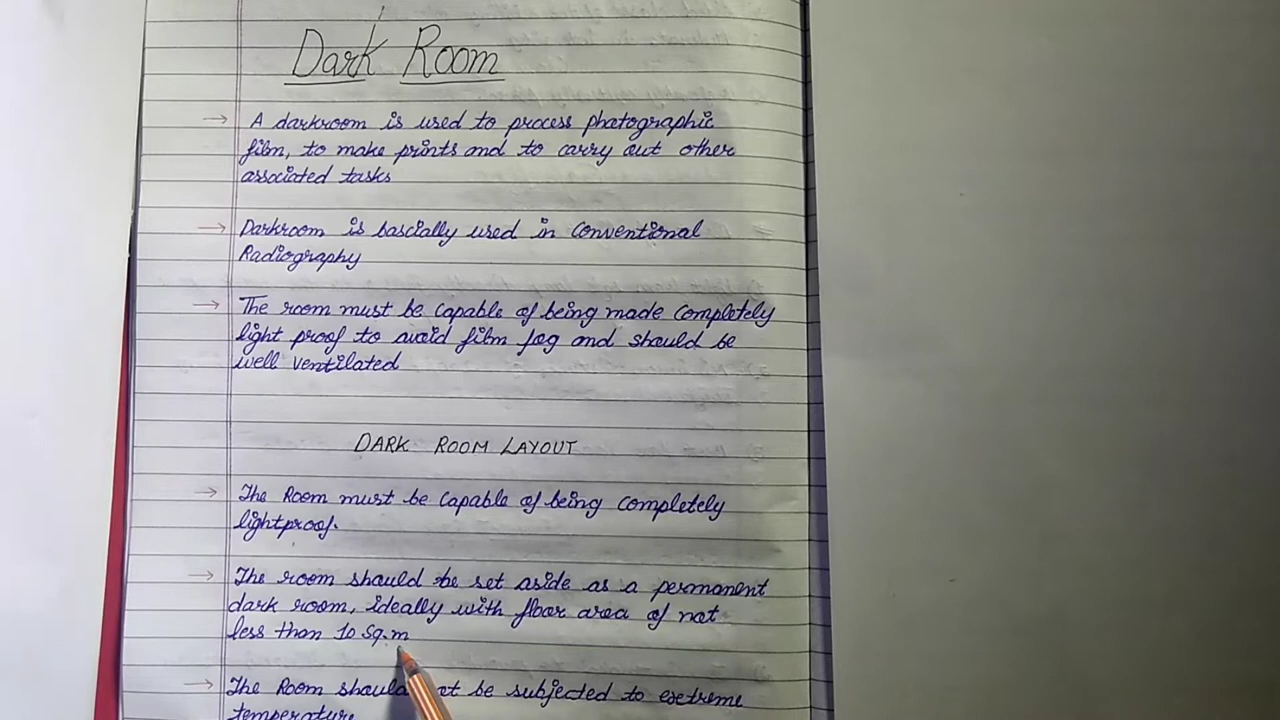 Dark Room
→ A darkroom is used to process photographic
film, to make prints and to carry out other
associated tasks
→ Darkroom is bascially used in conventional
Radiography
→ The room must be capable of being made completely
light proof to avoid film fog and should be
well ventilated
DARK ROOM LAYOUT
→ The Room must be capable of being completely
lightproof.
→ The room should be set aside as a permanent
dark room, ideally with floor area of not
less than 10 sq.m
→ The Room should be subjected to extreme
temperature